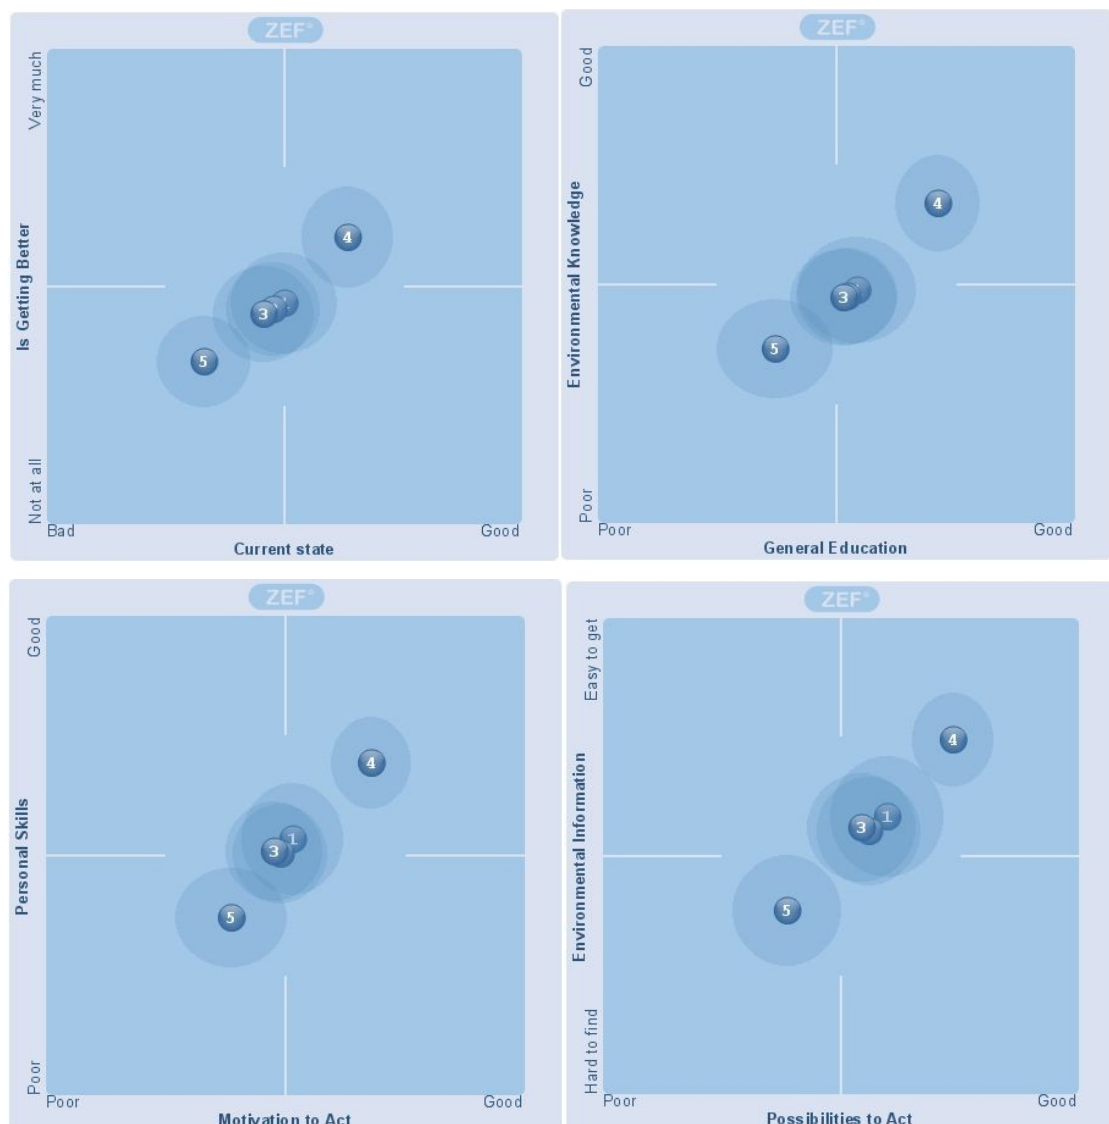 ZEF®
Very much
Is Getting Better
Not at all
4
1
3
5
Bad
Good
Current state
ZEF®
Good
Environmental Knowledge
Poor
4
3
5
Poor
Good
General Education
ZEF®
Good
Personal Skills
Poor
4
1
3
5
Poor
Good
Motivation to Act
ZEF®
Easy to get
Environmental Information
Hard to find
4
1
3
5
Poor
Good
Possibilities to Act